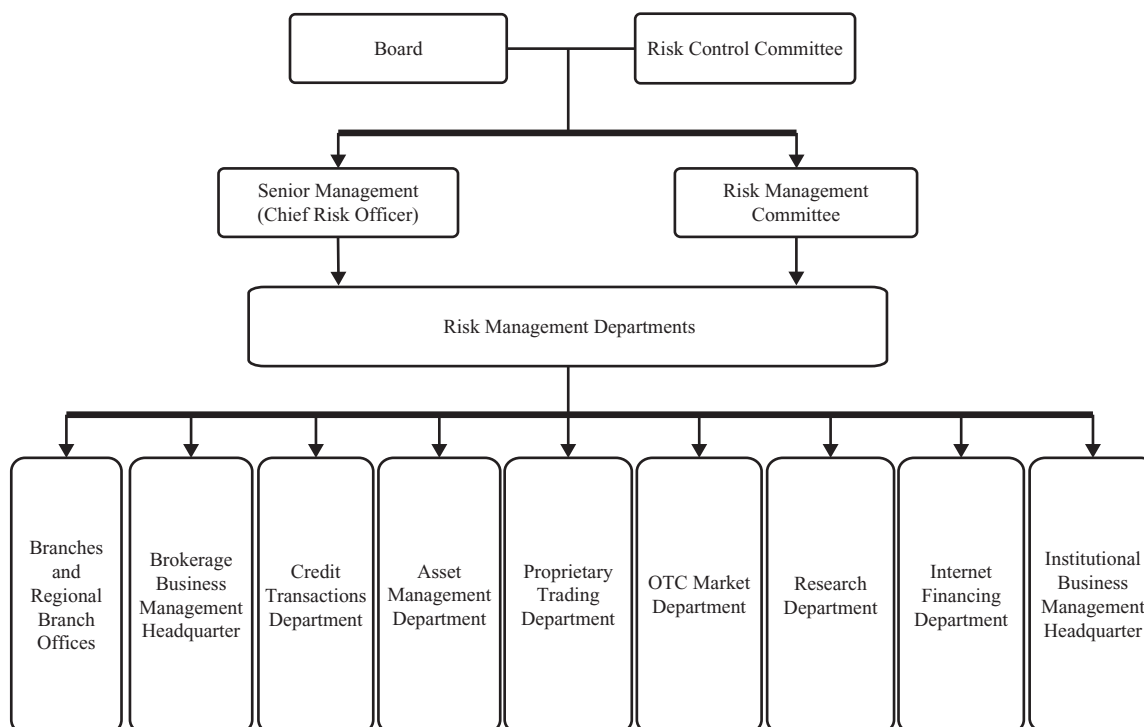 Board
Risk Control Committee
Senior Management
(Chief Risk Officer)
Risk Management
Committee
Risk Management Departments
Branches
and
Regional
Branch
Offices
Brokerage
Business
Management
Headquarter
Credit
Transactions
Department
Asset
Management
Department
Proprietary
Trading
Department
OTC Market
Department
Research
Department
Internet
Financing
Department
Institutional
Business
Management
Headquarter